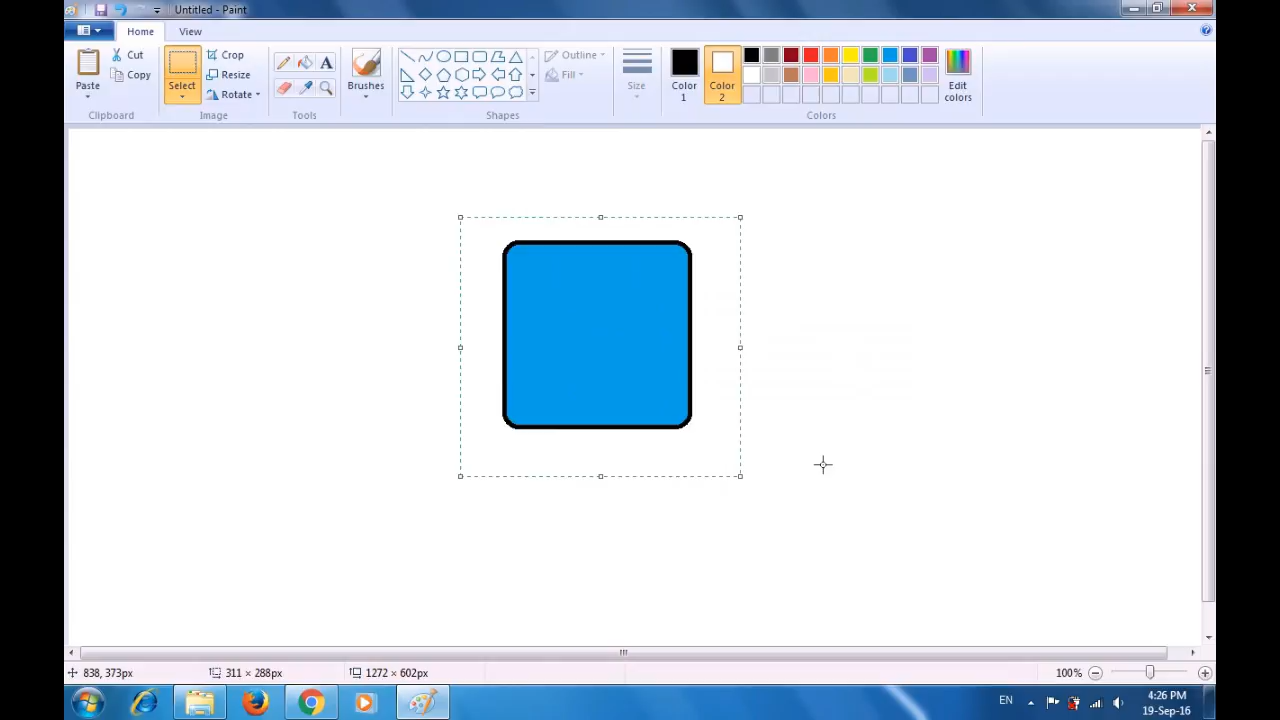 Untitled - Paint
Home View
Paste
Cut
Copy
Clipboard
Select
Crop
Resize
Rotate
Image
A
Tools
Brushes
Shapes
Outline
Fill
Size
Color 1
Color 2
Edit colors
Colors
838, 373px 311 × 288px 1272 × 602px 100%
EN 4:26 PM
19-Sep-16